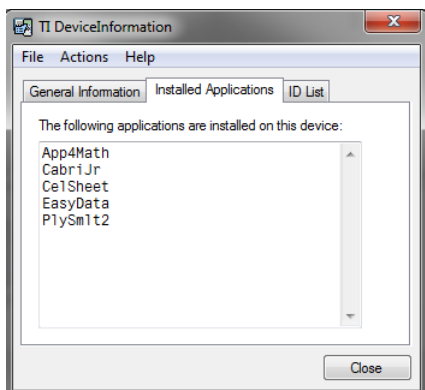 TI DeviceInformation
File Actions Help
General Information Installed Applications ID List
The following applications are installed on this device:
App4Math
CabriJr
CelSheet
EasyData
PlySmlt2
Close